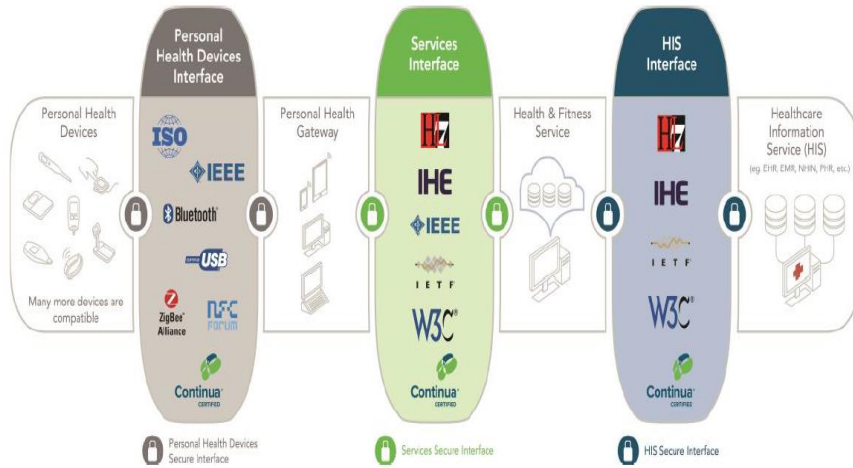 Personal
Health Devices
Interface
Services
Interface
HIS
Interface
Personal Health
Devices
Many more devices are
compatible
ISO
IEEE
Bluetooth®
CERTIFIED
USB
ZigBee®
Alliance
NFC
FORUM
Continua®
CERTIFIED
Personal Health
Gateway
HL7
IHE
IEEE
I E T F®
W3C®
Continua®
CERTIFIED
Health & Fitness
Service
HL7
IHE
I E T F®
W3C®
Continua®
CERTIFIED
Healthcare
Information
Service (HIS)
(eg. EHR, EMR, NHIN, PHR, etc.)
Personal Health Devices
Secure Interface
Services Secure Interface
HIS Secure Interface